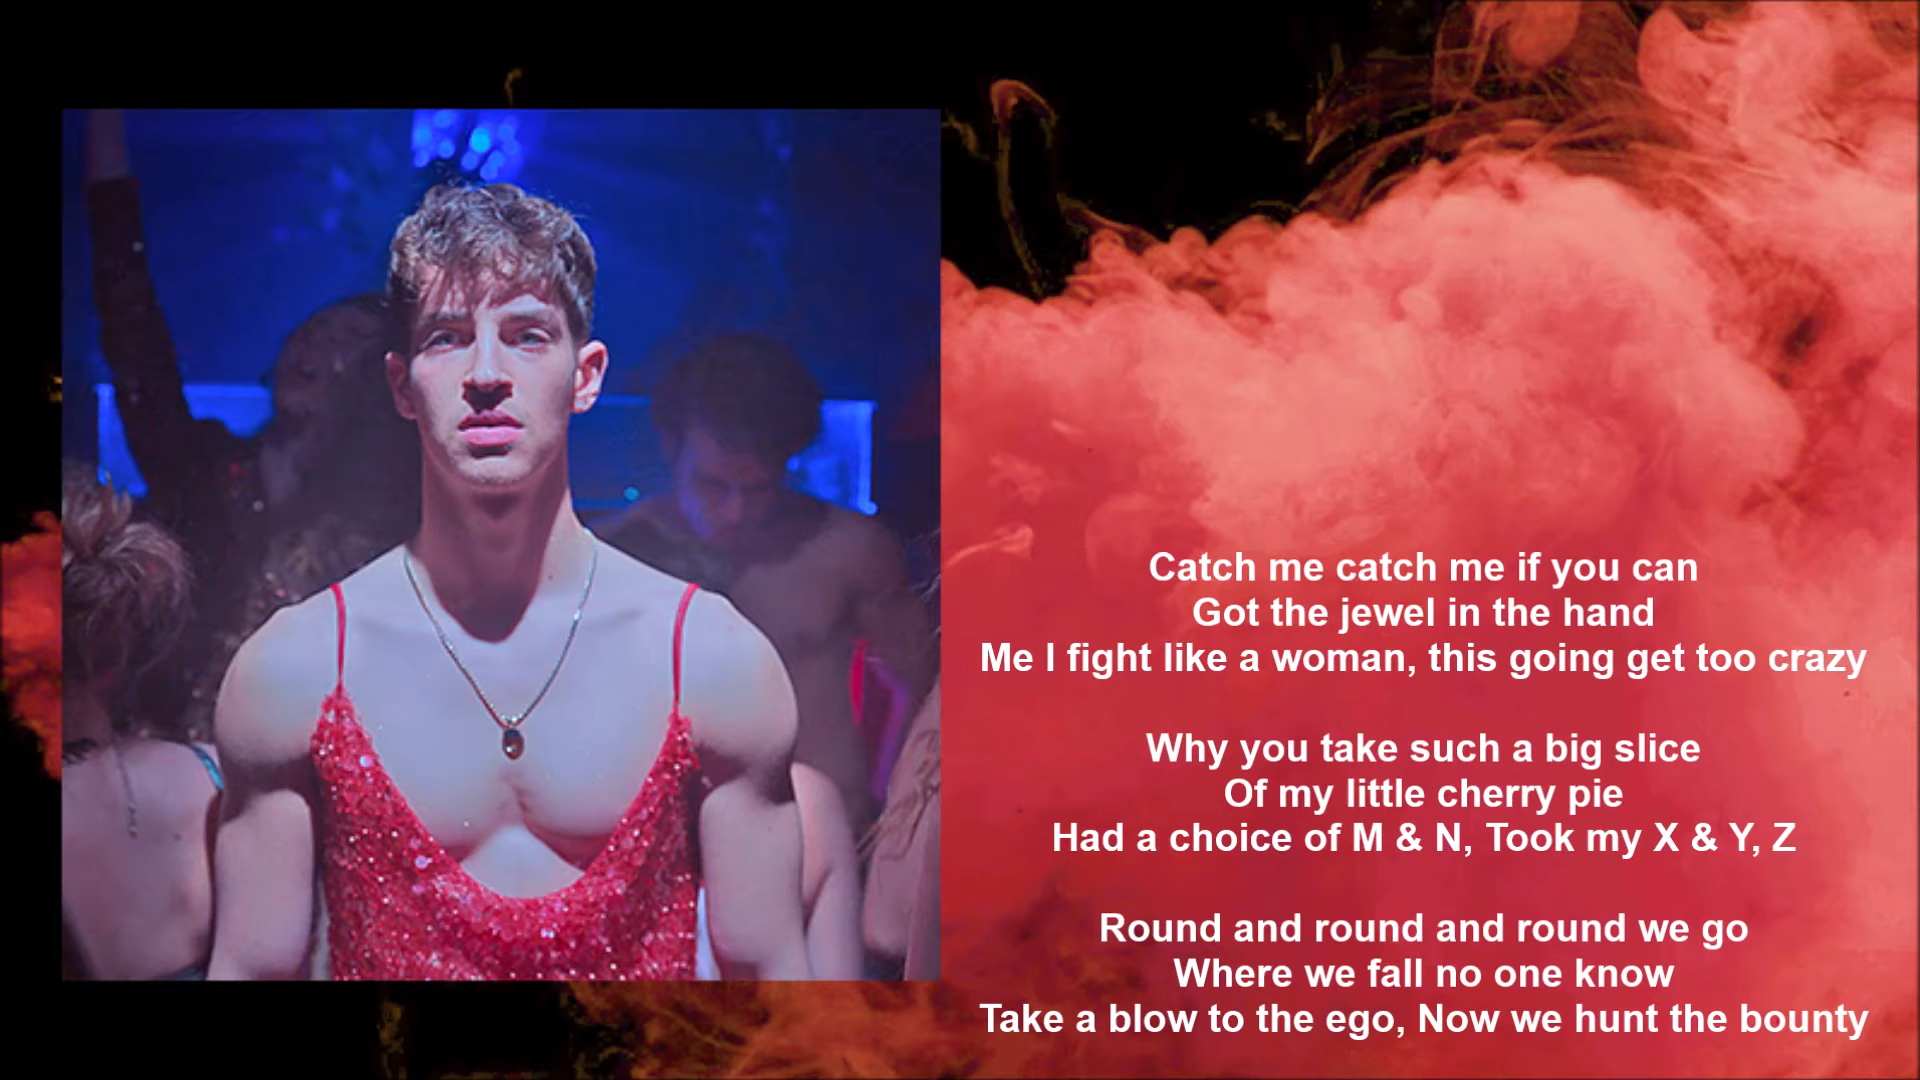 Catch me catch me if you can
Got the jewel in the hand
Me I fight like a woman, this going get too crazy
Why you take such a big slice
Of my little cherry pie
Had a choice of M & N, Took my X & Y, Z
Round and round and round we go
Where we fall no one know
Take a blow to the ego, Now we hunt the bounty